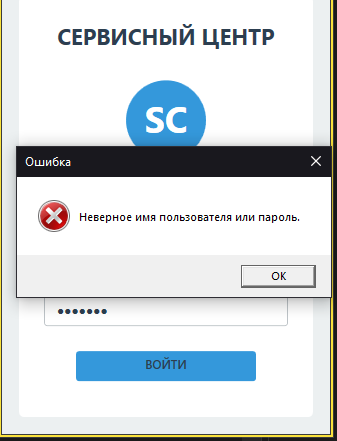 СЕРВИСНЫЙ ЦЕНТР
SC
Ошибка
Неверное имя пользователя или пароль.
ОК
•••••••
ВОЙТИ